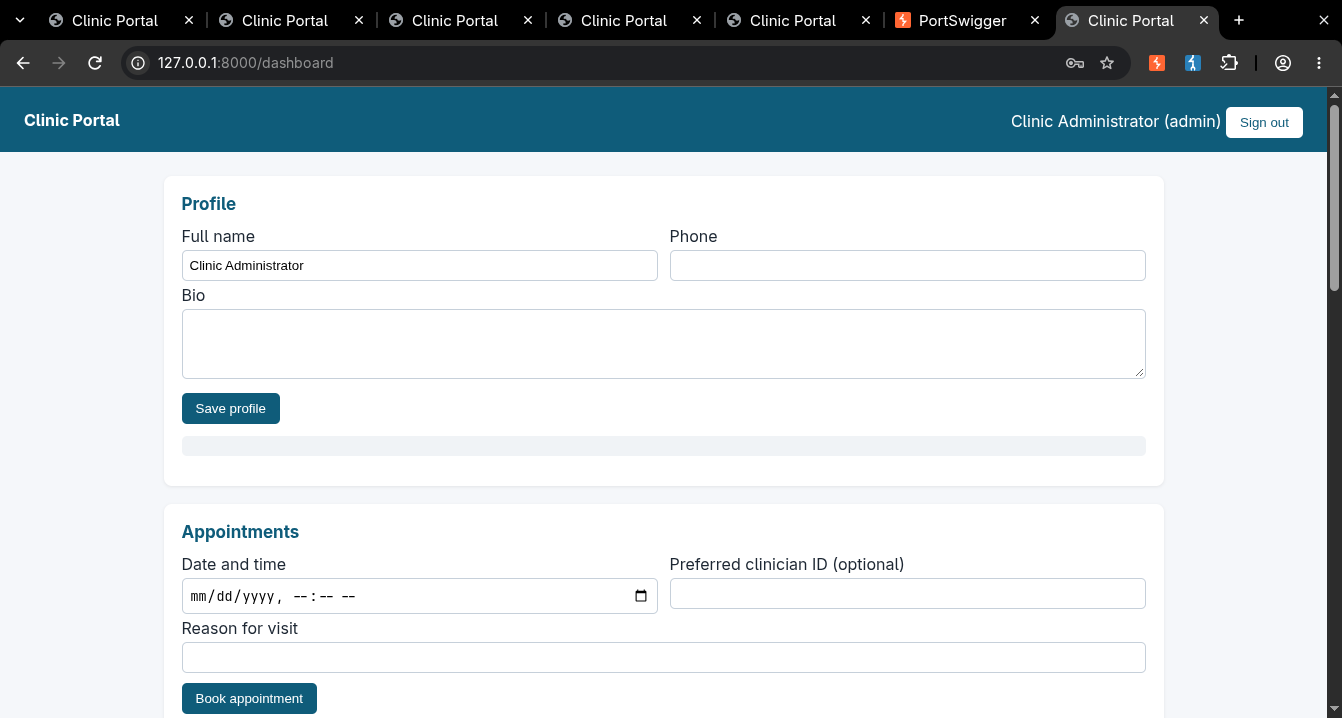 Clinic Portal Clinic Portal Clinic Portal Clinic Portal Clinic Portal PortSwigger Clinic Portal
127.0.0.1:8000/dashboard
Clinic Portal Clinic Administrator (admin) Sign out
Profile
Full name Phone
Clinic Administrator
Bio
Save profile
Appointments
Date and time Preferred clinician ID (optional)
mm/dd/yyyy, --:-- --
Reason for visit
Book appointment